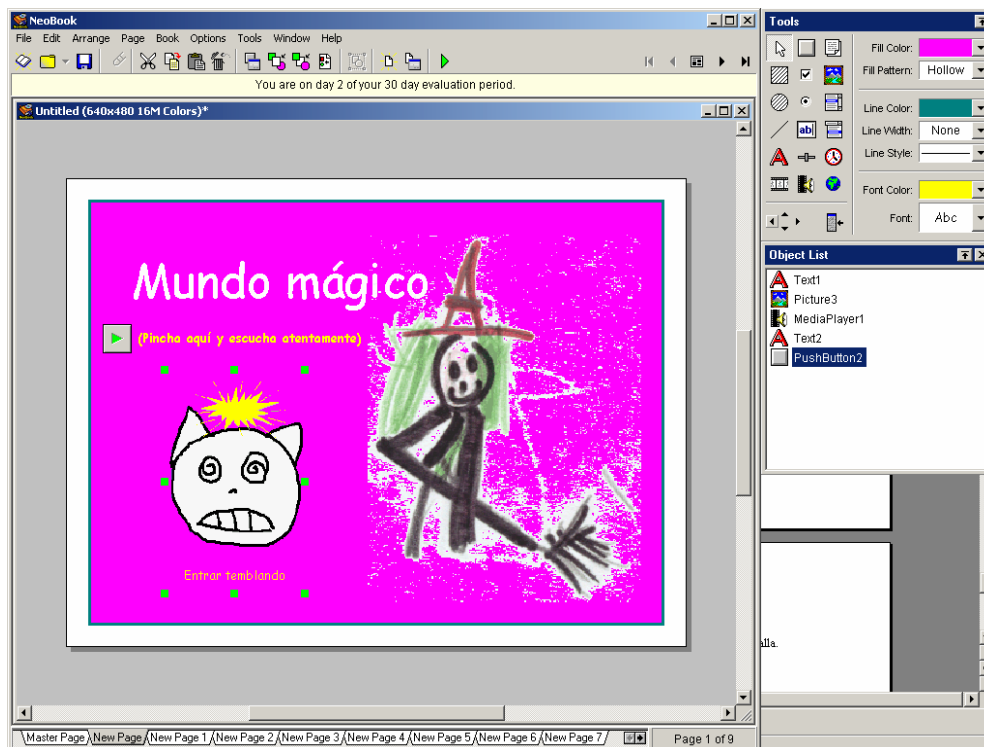 NeoBook
File Edit Arrange Page Book Options Tools Window Help
You are on day 2 of your 30 day evaluation period.
Untitled (640x480 16M Colors)*
Mundo mágico
(Pincha aquí y escucha atentamente)
Entrar temblando
Master Page New Page New Page 1 New Page 2 New Page 3 New Page 4 New Page 5 New Page 6 New Page 7
Page 1 of 9
Tools
Fill Color:
Fill Pattern: Hollow
Line Color:
Line Width: None
Line Style:
Font Color:
Font: Abc
ab
A
Object List
Text1
Picture3
MediaPlayer1
Text2
PushButton2
alla.